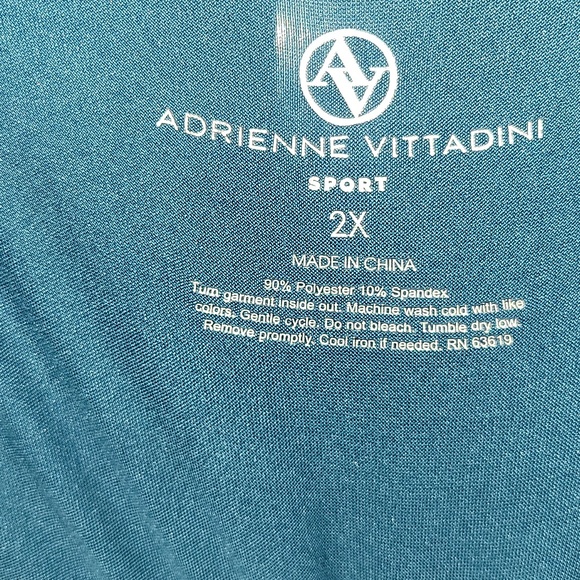 AV
ADRIENNE VITTADINI
SPORT
2X
MADE IN CHINA
90% Polyester 10% Spandex
Turn garment inside out. Machine wash cold with like
colors. Gentle cycle. Do not bleach. Tumble dry low.
Remove promptly. Cool iron if needed. RN 63619